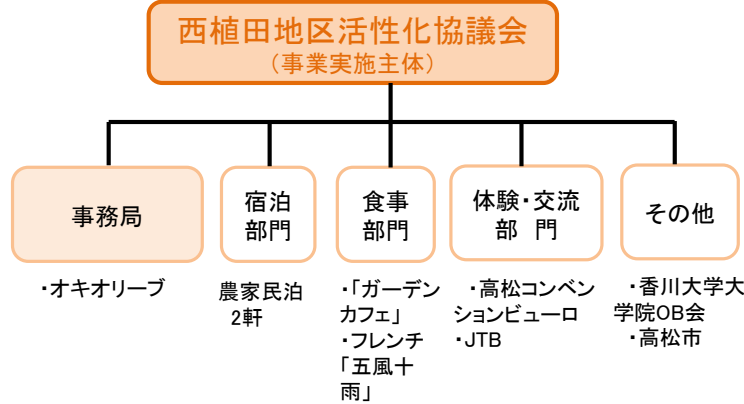 西植田地区活性化協議会
（事業実施主体）
事務局
宿泊
部門
食事
部門
体験・交流
部　門
その他
・オキオリーブ
農家民泊
2軒
・「ガーデン
カフェ」
・フレンチ
「五風十
雨」
・高松コンベン
ションビューロ
・JTB
・香川大学大
学院OB会
・高松市